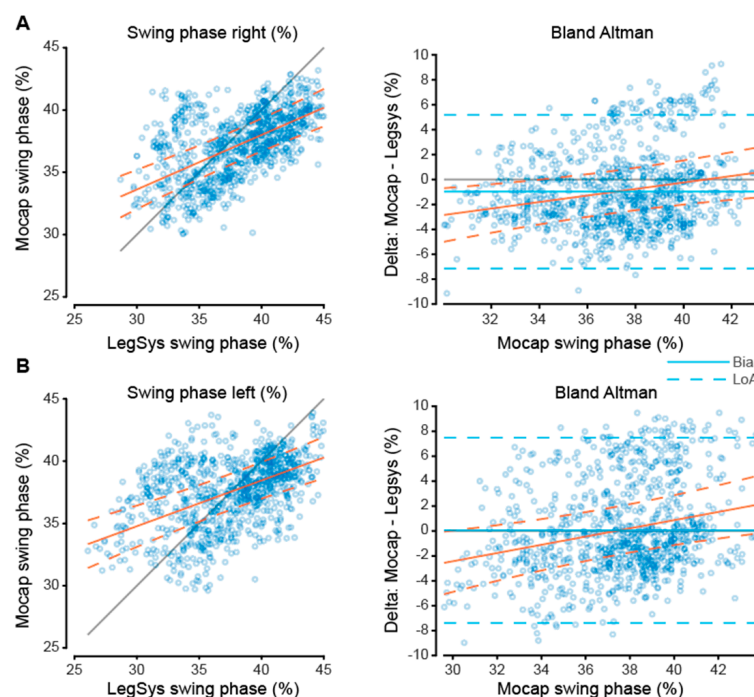 A
Swing phase right (%)
Mocap swing phase (%)
45
40
35
30
25
25 30 35 40 45
LegSys swing phase (%)
Bland Altman
Delta: Mocap - Legsys (%)
10
8
6
4
2
0
-2
-4
-6
-8
-10
32 34 36 38 40 42
Mocap swing phase (%)
B
Swing phase left (%)
Mocap swing phase (%)
45
40
35
30
25
25 30 35 40 45
LegSys swing phase (%)
Bia
LoA
Bland Altman
Delta: Mocap - Legsys (%)
10
8
6
4
2
0
-2
-4
-6
-8
-10
30 32 34 36 38 40 42
Mocap swing phase (%)